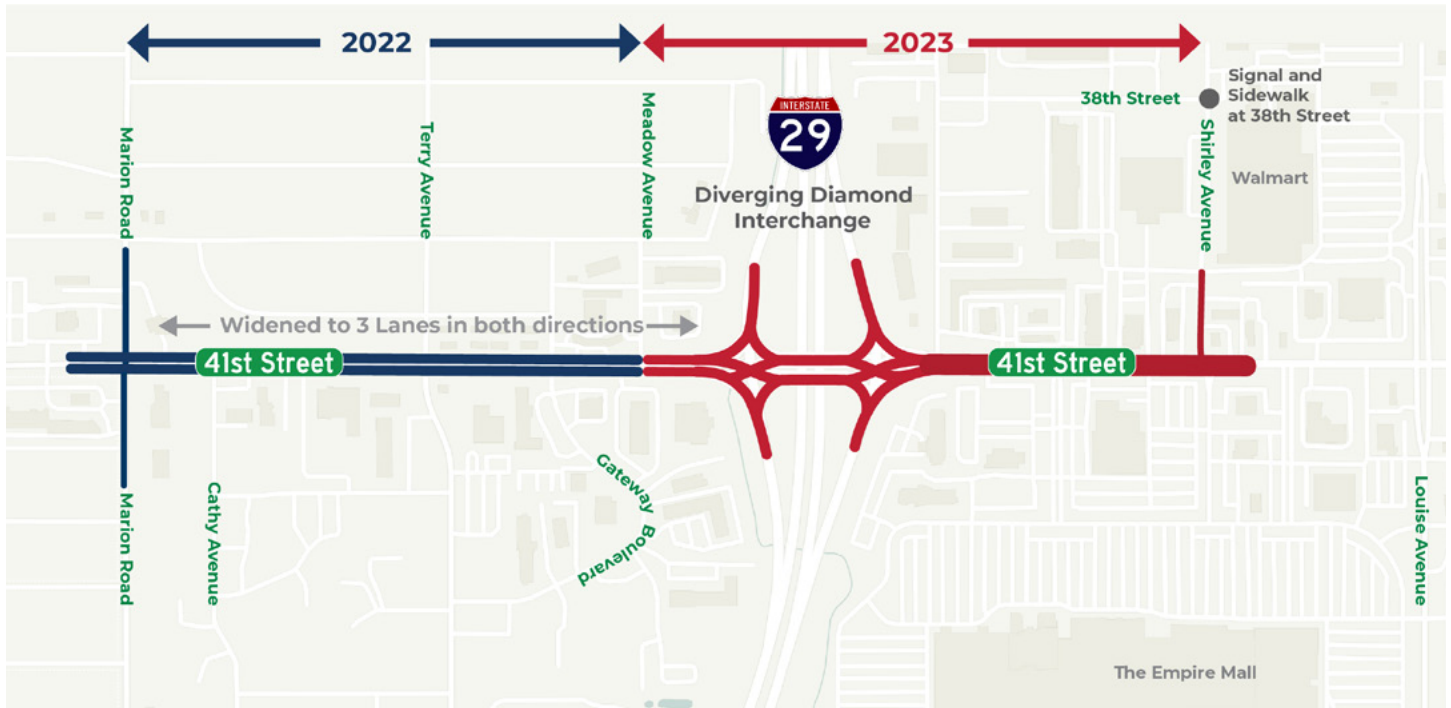 2022
2023
Marion Road
Terry Avenue
Meadow Avenue
INTERSTATE
29
Diverging Diamond
Interchange
38th Street
Signal and
Sidewalk
at 38th Street
Shirley Avenue
Walmart
Widened to 3 Lanes in both directions
41st Street
41st Street
Marion Road
Cathy Avenue
Gateway Boulevard
Louise Avenue
The Empire Mall